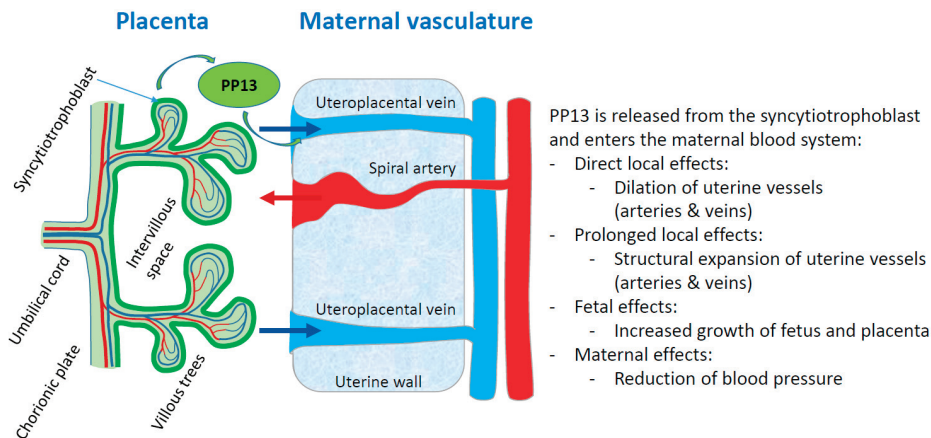 Placenta
Maternal vasculature
Syncytiotrophoblast
PP13
Uteroplacental vein
Spiral artery
Intervillous
space
Umbilical cord
Uteroplacental vein
Chorionic plate
Villous trees
Uterine wall
PP13 is released from the syncytiotrophoblast
and enters the maternal blood system:
- Direct local effects:
- Dilation of uterine vessels
(arteries & veins)
- Prolonged local effects:
- Structural expansion of uterine vessels
(arteries & veins)
- Fetal effects:
- Increased growth of fetus and placenta
- Maternal effects:
- Reduction of blood pressure